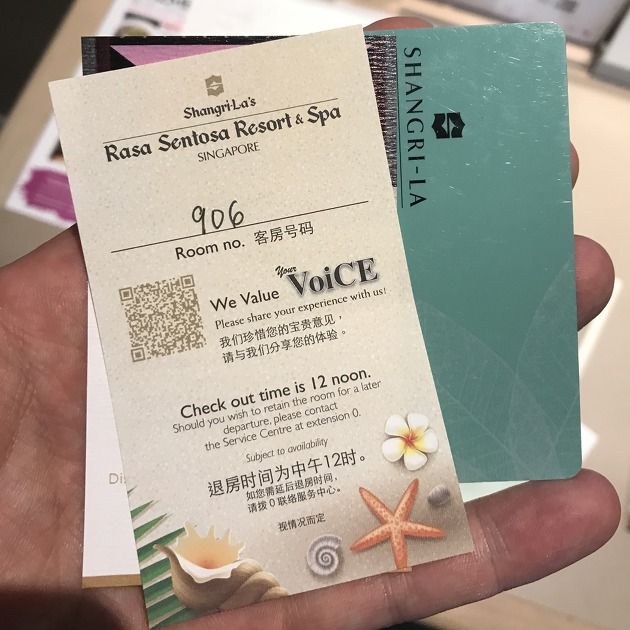 Shangri-La's
Rasa Sentosa Resort & Spa
SINGAPORE
906
Room no. 客房号码
We Value Your VoiCE
Please share your experience with us!
我们珍惜您的宝贵意见，
请与我们分享您的体验。
Check out time is 12 noon.
Should you wish to retain the room for a later
departure, please contact
the Service Centre at extension 0.
Subject to availability
退房时间为中午12时。
如您需延后退房时间，
请拨 0 联络服务中心。
视情况而定
SHANGRI-LA